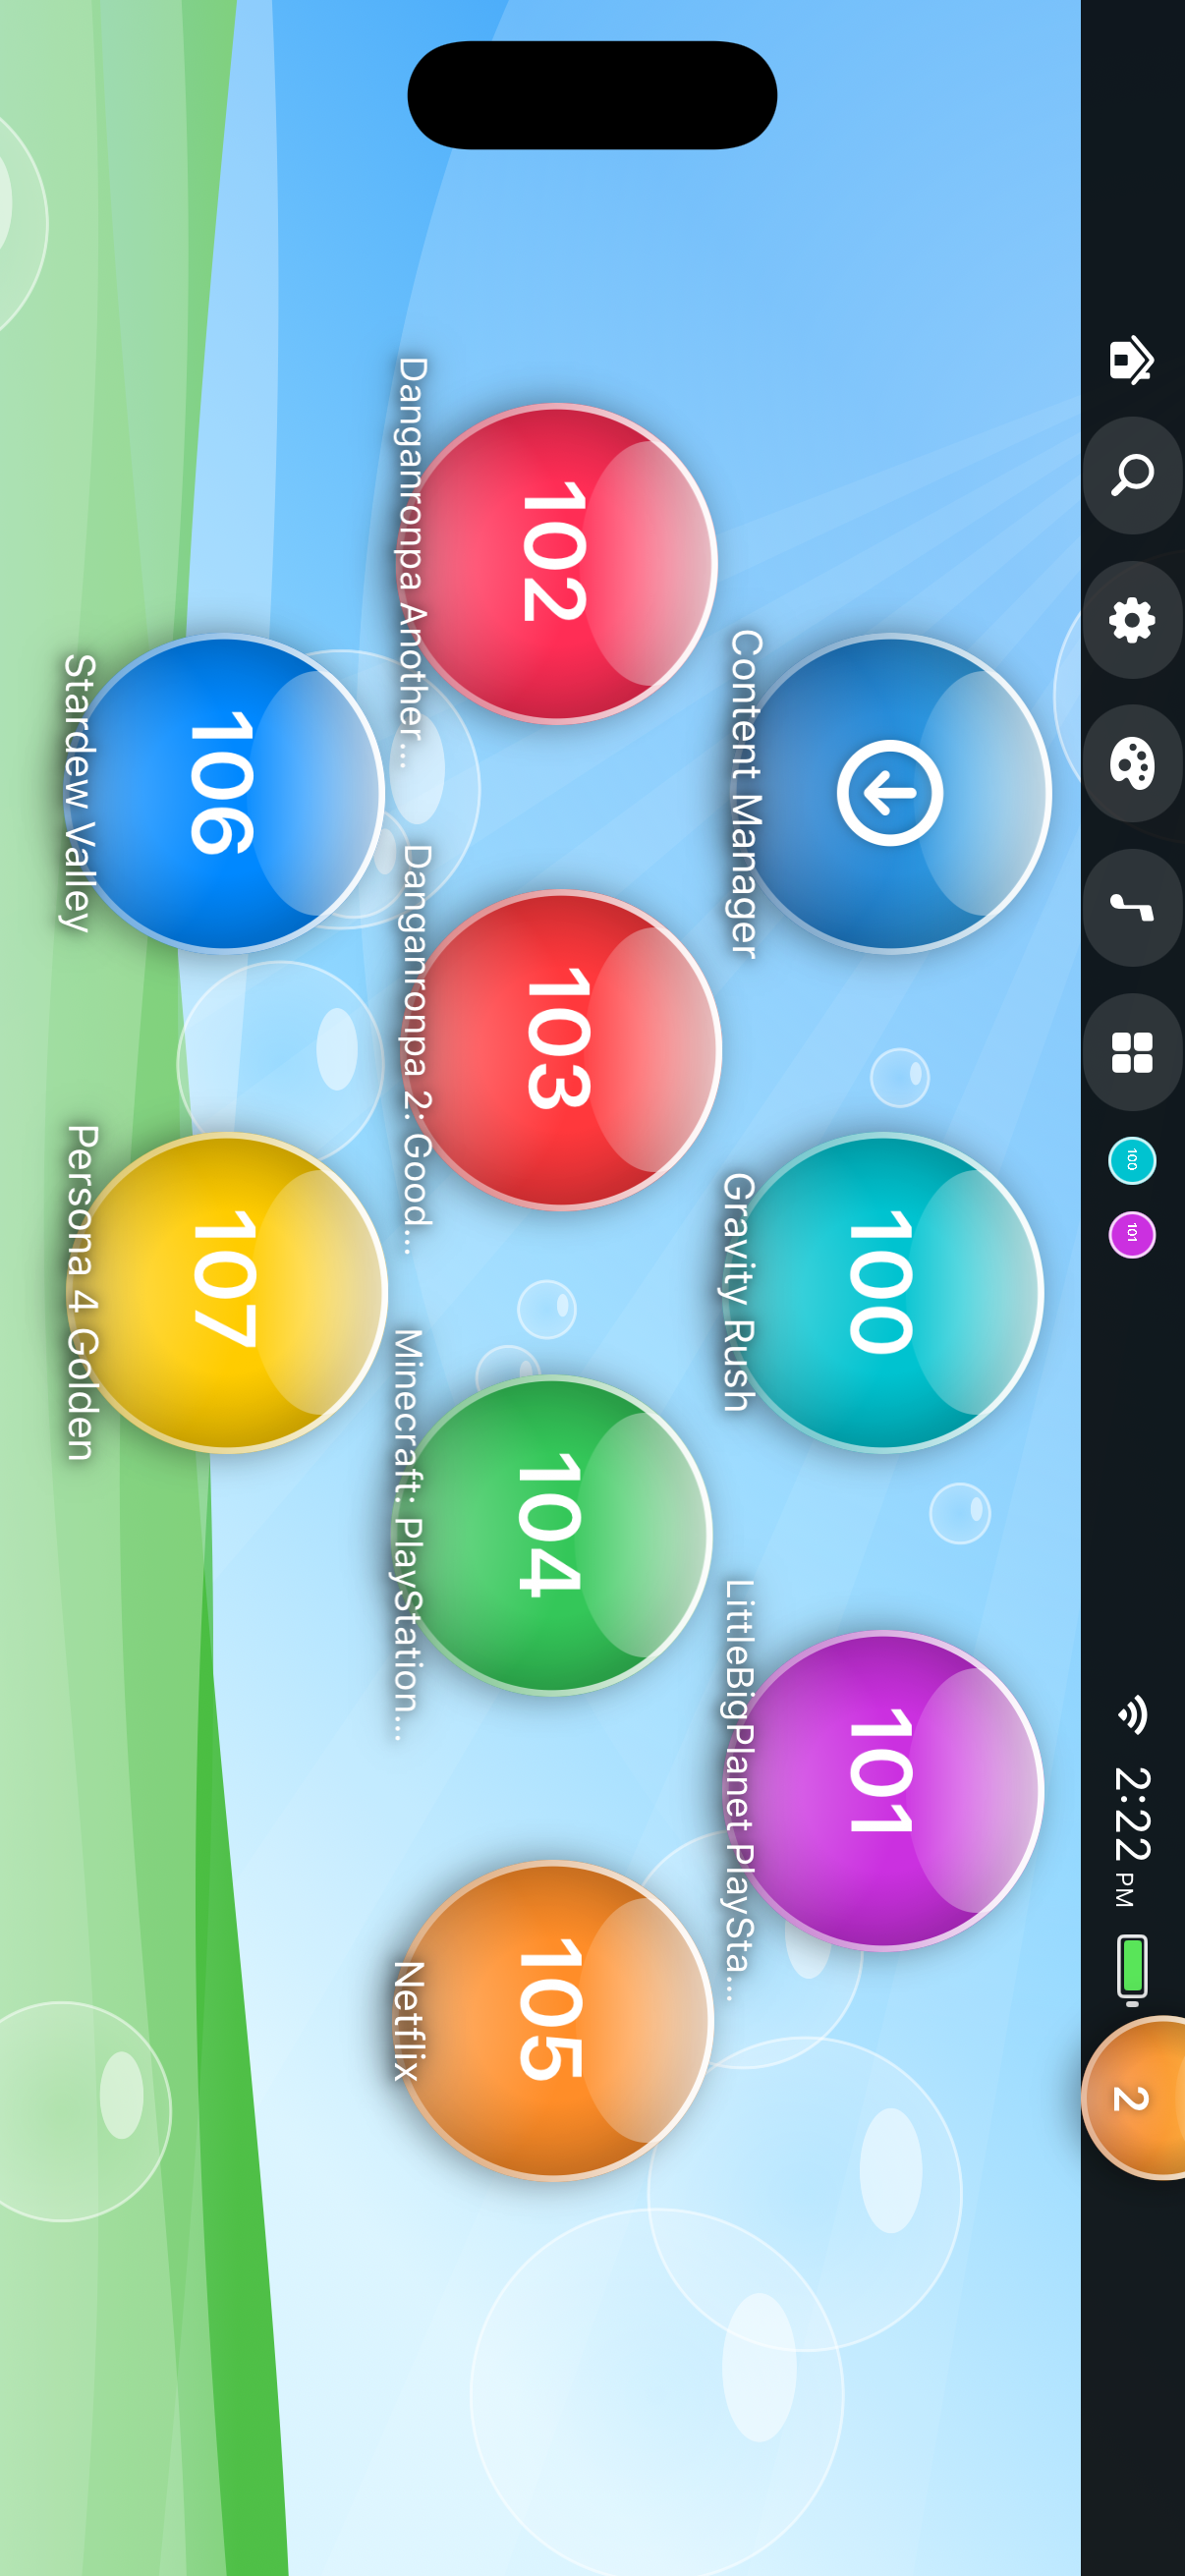 100
101
2:22 PM
2
Content Manager
100
Gravity Rush
101
LittleBigPlanet PlaySta...
102
Danganronpa Another...
103
Danganronpa 2: Good...
104
Minecraft: PlayStation...
105
Netflix
106
Stardew Valley
107
Persona 4 Golden